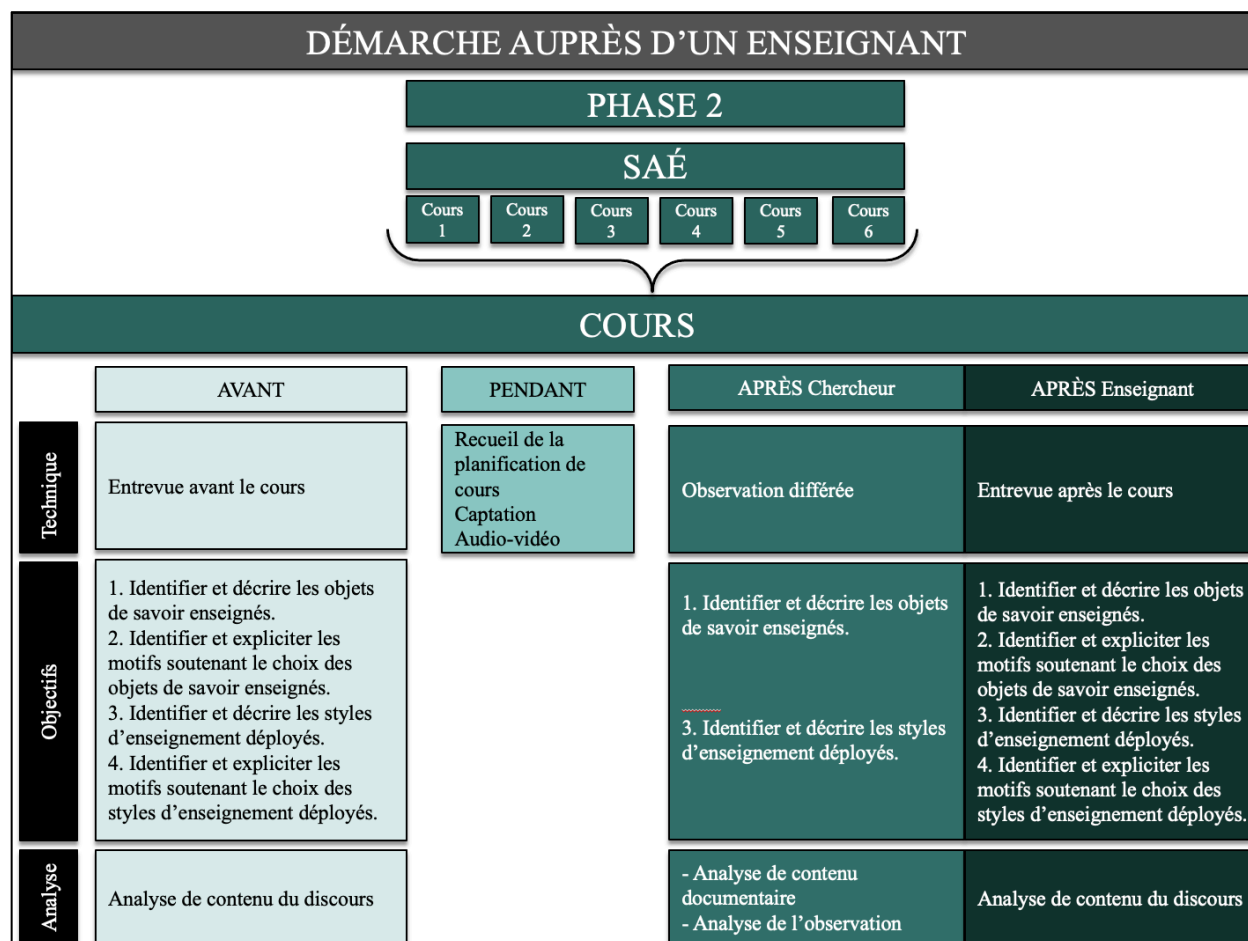 DÉMARCHE AUPRÈS D’UN ENSEIGNANT
PHASE 2
SAÉ
Cours
1
Cours
2
Cours
3
Cours
4
Cours
5
Cours
6
COURS
AVANT
PENDANT
APRÈS Chercheur
APRÈS Enseignant
Technique
Entrevue avant le cours
Recueil de la
planification de
cours
Captation
Audio-vidéo
Observation différée
Entrevue après le cours
Objectifs
1. Identifier et décrire les objets
de savoir enseignés.
2. Identifier et expliciter les
motifs soutenant le choix des
objets de savoir enseignés.
3. Identifier et décrire les styles
d’enseignement déployés.
4. Identifier et expliciter les
motifs soutenant le choix des
styles d’enseignement déployés.
1. Identifier et décrire les objets
de savoir enseignés.
3. Identifier et décrire les styles
d’enseignement déployés.
1. Identifier et décrire les objets
de savoir enseignés.
2. Identifier et expliciter les
motifs soutenant le choix des
objets de savoir enseignés.
3. Identifier et décrire les styles
d’enseignement déployés.
4. Identifier et expliciter les
motifs soutenant le choix des
styles d’enseignement déployés.
Analyse
Analyse de contenu du discours
- Analyse de contenu
documentaire
- Analyse de l’observation
Analyse de contenu du discours